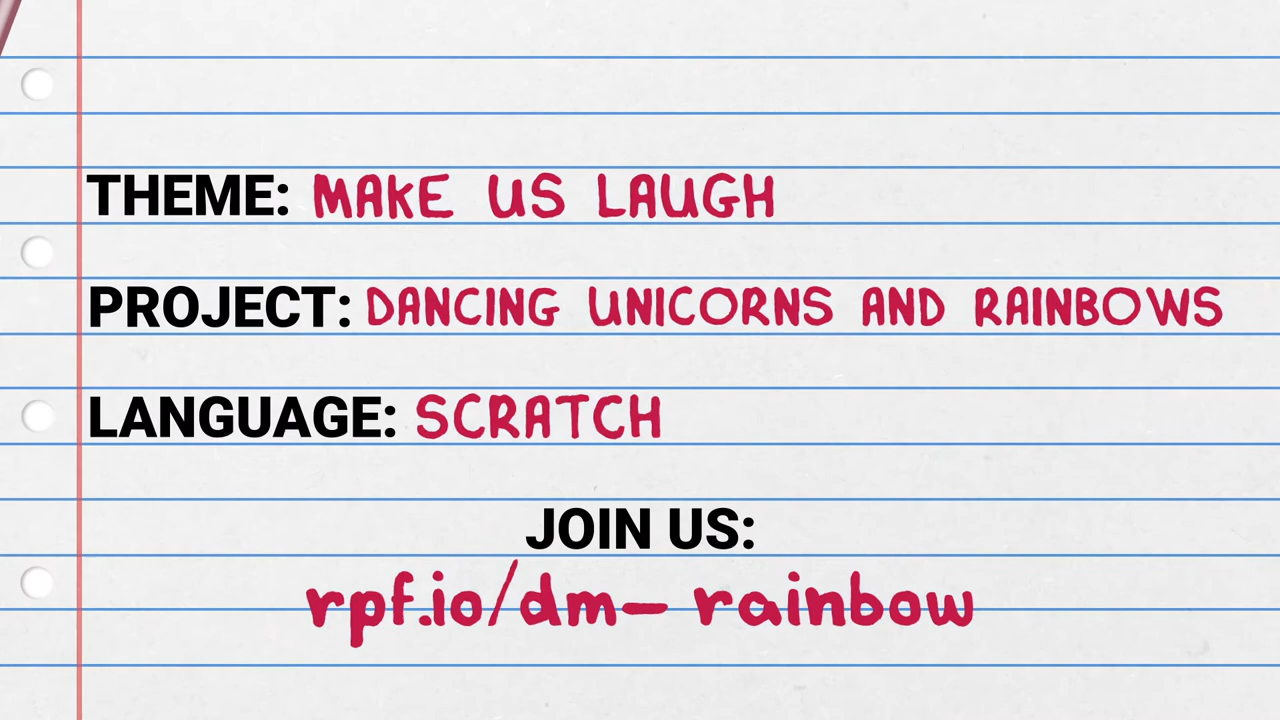 THEME: MAKE US LAUGH
PROJECT: DANCING UNICORNS AND RAINBOWS
LANGUAGE: SCRATCH
JOIN US:
rpf.io/dm-rainbow